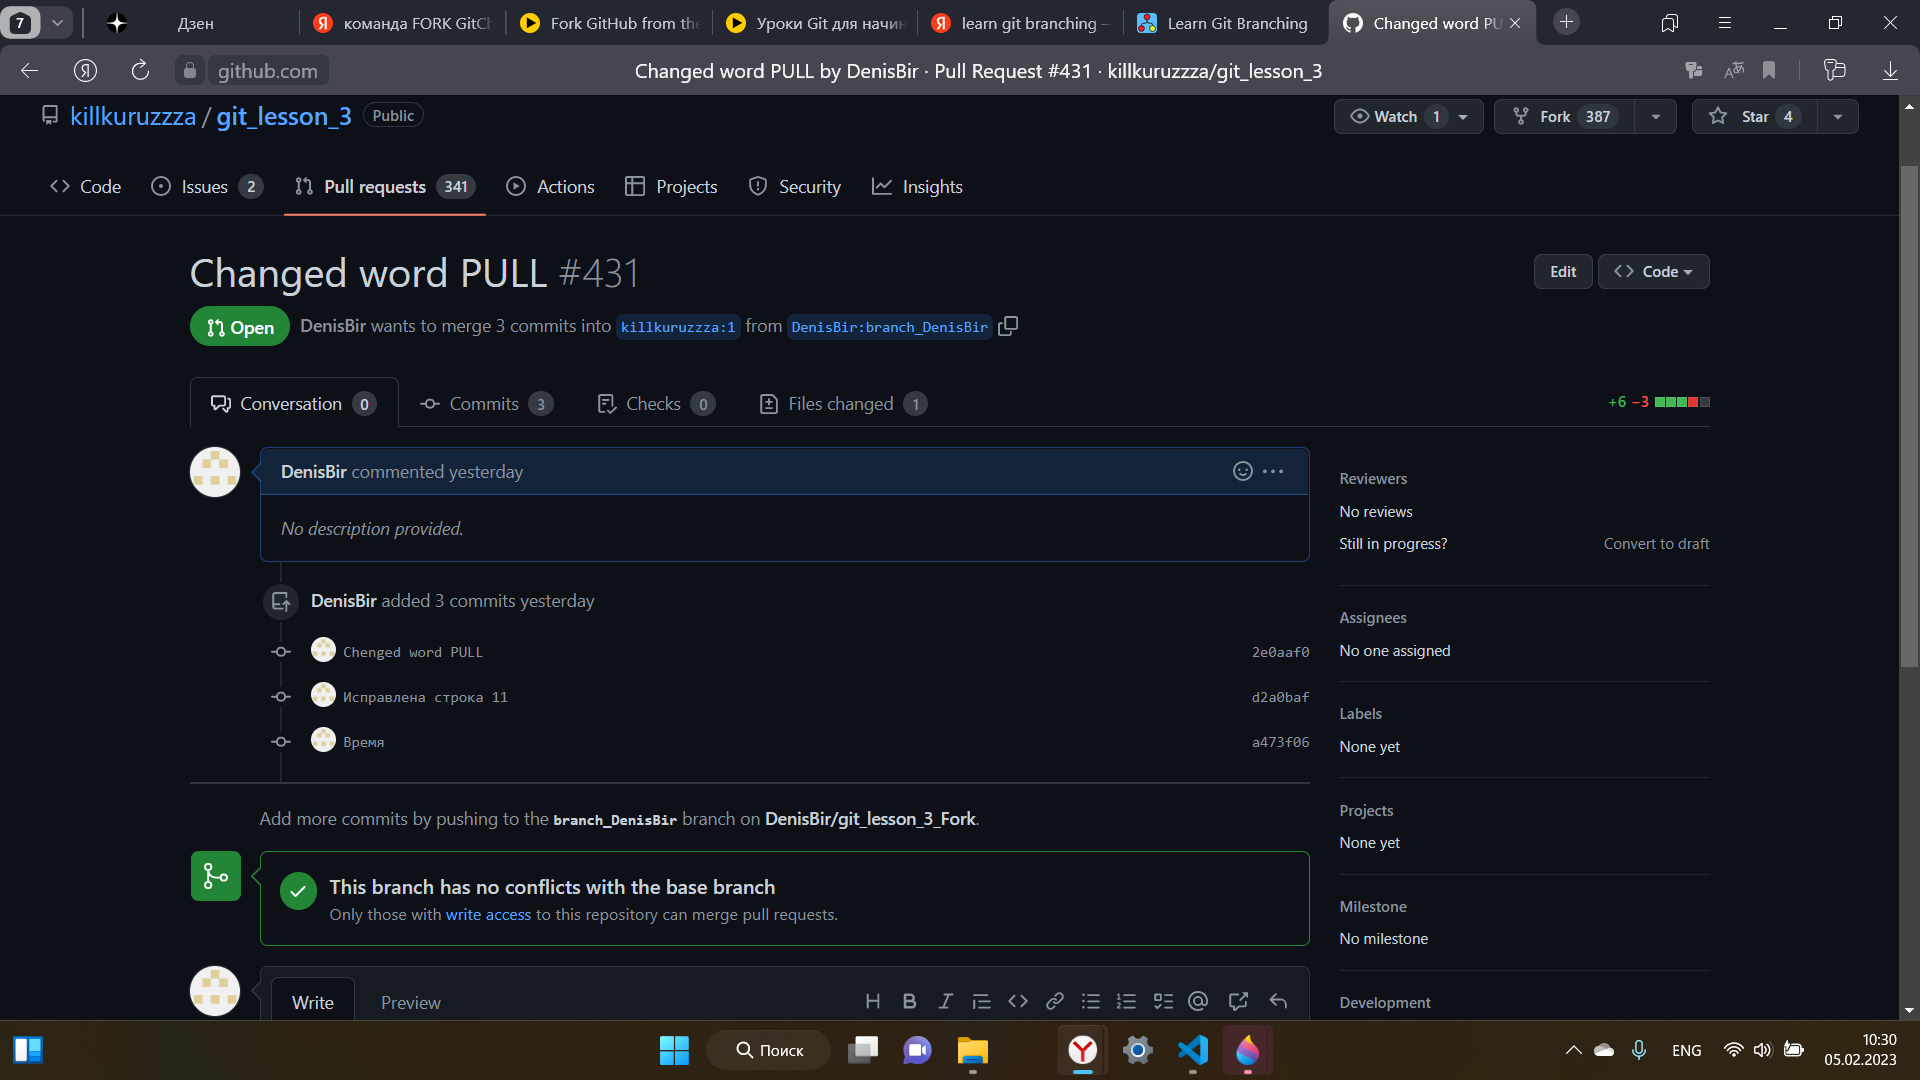 7
Дзен
Я команда FORK GitCh
Fork GitHub from the
Уроки Git для начин
Я learn git branching –
Learn Git Branching
Changed word PU
Я
github.com
Changed word PULL by DenisBir · Pull Request #431 · killkuruzzza/git_lesson_3
killkuruzzza / git_lesson_3 Public
Watch 1
Fork 387
Star 4
Code
Issues 2
Pull requests 341
Actions
Projects
Security
Insights
Changed word PULL #431
Edit
Code
Open
DenisBir wants to merge 3 commits into killkuruzzza:1 from DenisBir:branch_DenisBir
Conversation 0
Commits 3
Checks 0
Files changed 1
+6 −3
DenisBir commented yesterday
No description provided.
DenisBir added 3 commits yesterday
Chenged word PULL 2e0aaf0
Исправлена строка 11 d2a0baf
Время a473f06
Add more commits by pushing to the branch_DenisBir branch on DenisBir/git_lesson_3_Fork.
This branch has no conflicts with the base branch
Only those with write access to this repository can merge pull requests.
Write
Preview
Reviewers
No reviews
Still in progress? Convert to draft
Assignees
No one assigned
Labels
None yet
Projects
None yet
Milestone
No milestone
Development
Поиск
ENG
10:30
05.02.2023